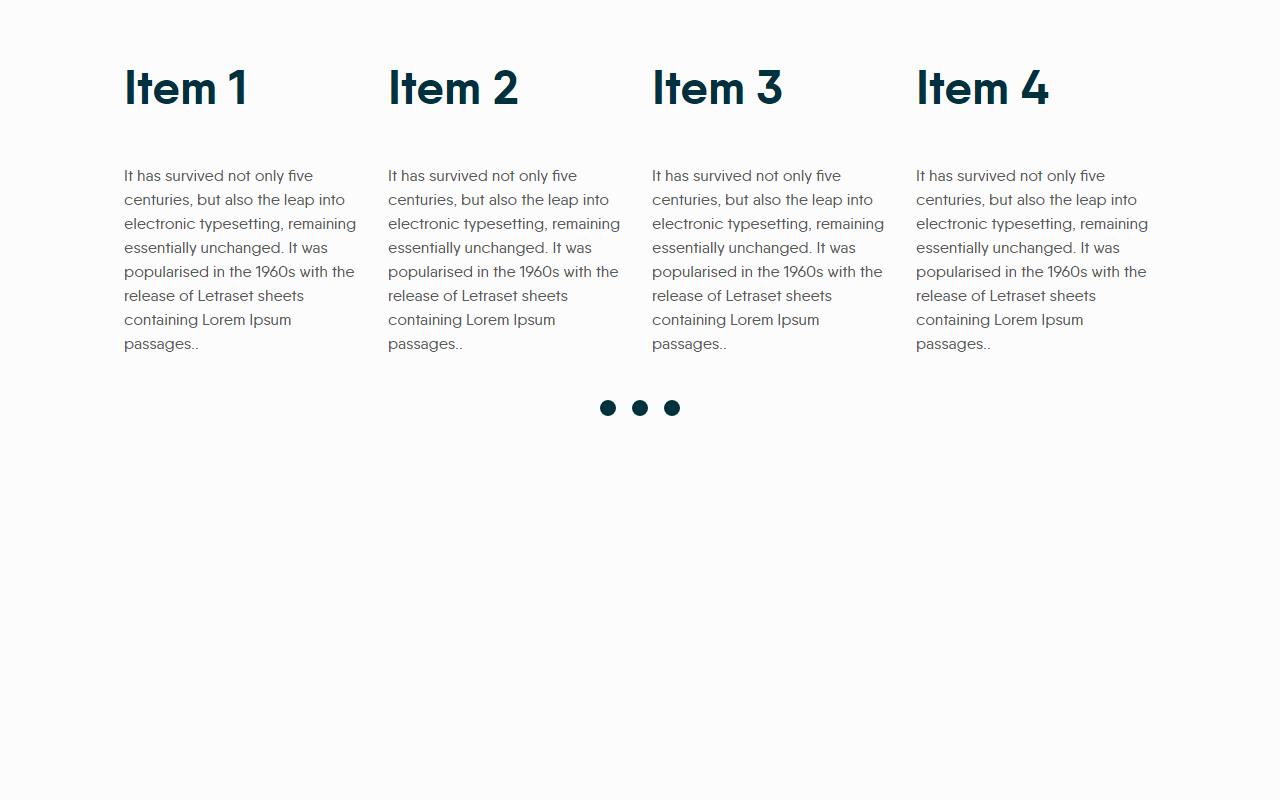 Item 1
It has survived not only five
centuries, but also the leap into
electronic typesetting, remaining
essentially unchanged. It was
popularised in the 1960s with the
release of Letraset sheets
containing Lorem Ipsum
passages..
Item 2
It has survived not only five
centuries, but also the leap into
electronic typesetting, remaining
essentially unchanged. It was
popularised in the 1960s with the
release of Letraset sheets
containing Lorem Ipsum
passages..
Item 3
It has survived not only five
centuries, but also the leap into
electronic typesetting, remaining
essentially unchanged. It was
popularised in the 1960s with the
release of Letraset sheets
containing Lorem Ipsum
passages..
Item 4
It has survived not only five
centuries, but also the leap into
electronic typesetting, remaining
essentially unchanged. It was
popularised in the 1960s with the
release of Letraset sheets
containing Lorem Ipsum
passages..